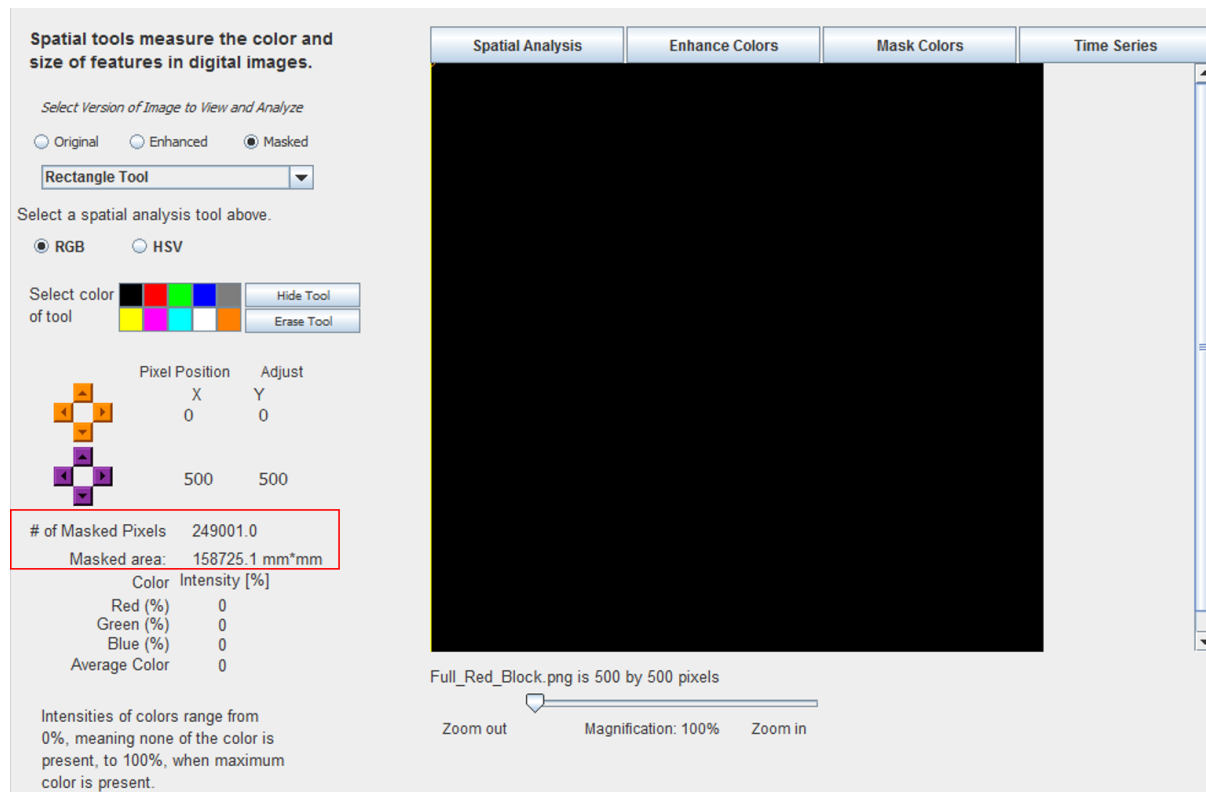 Spatial tools measure the color and
size of features in digital images.
Select Version of Image to View and Analyze
Original Enhanced Masked
Rectangle Tool
Select a spatial analysis tool above.
RGB HSV
Select color
of tool
Hide Tool
Erase Tool
Pixel Position Adjust
X Y
0 0
500 500
# of Masked Pixels 249001.0
Masked area: 158725.1 mm*mm
Color Intensity [%]
Red (%) 0
Green (%) 0
Blue (%) 0
Average Color 0
Intensities of colors range from
0%, meaning none of the color is
present, to 100%, when maximum
color is present.
Spatial Analysis Enhance Colors Mask Colors Time Series
Full_Red_Block.png is 500 by 500 pixels
Zoom out Magnification: 100% Zoom in